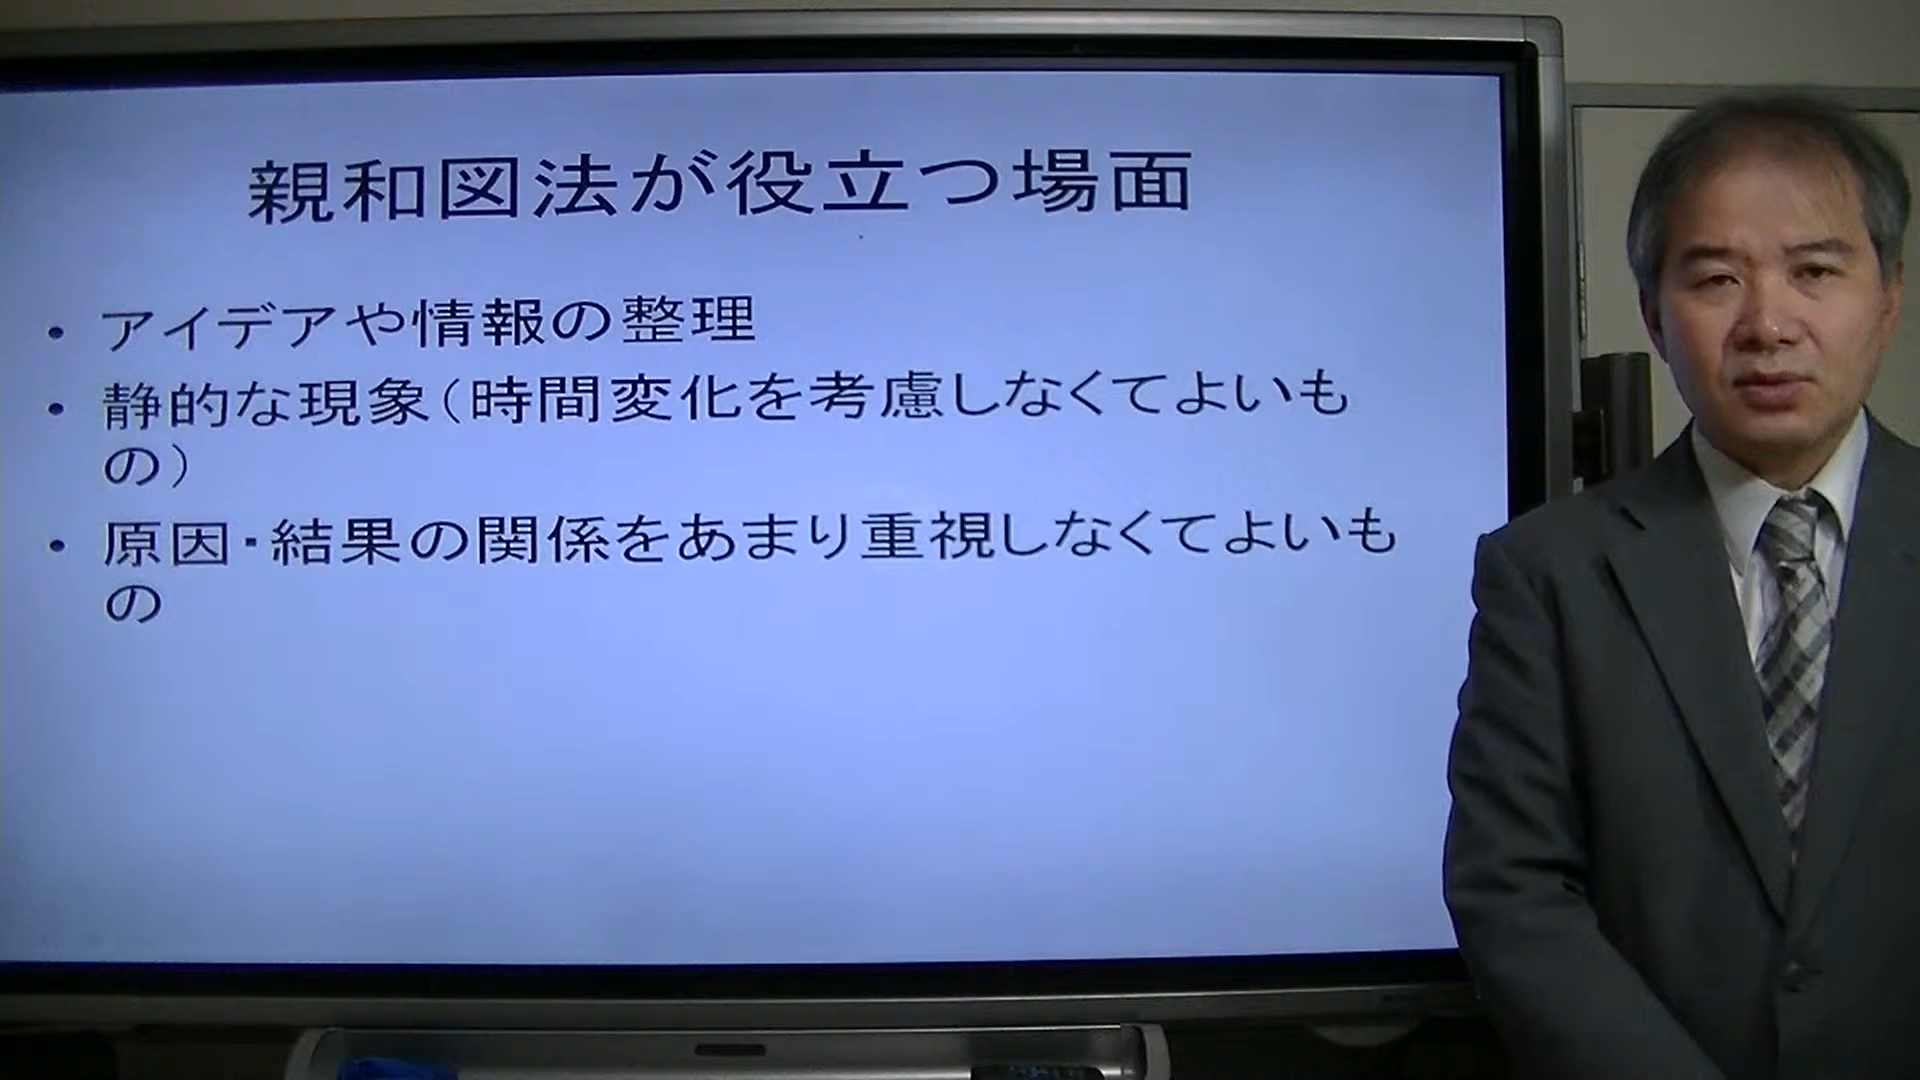 親和図法が役立つ場面
• アイデアや情報の整理
• 静的な現象(時間変化を考慮しなくてよいも
の)
• 原因・結果の関係をあまり重視しなくてよいも
の